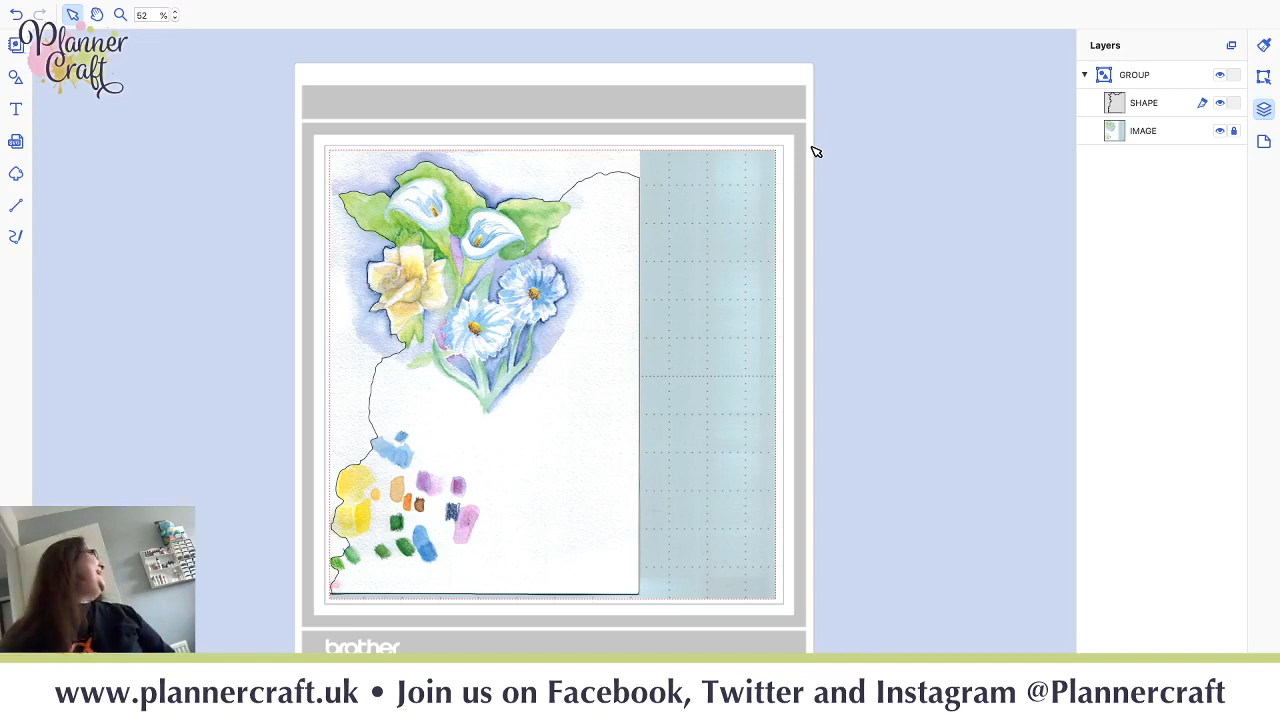 52 %
Planner
Craft
Layers
GROUP
SHAPE
IMAGE
T
brother
www.plannercraft.uk • Join us on Facebook, Twitter and Instagram @Plannercraft